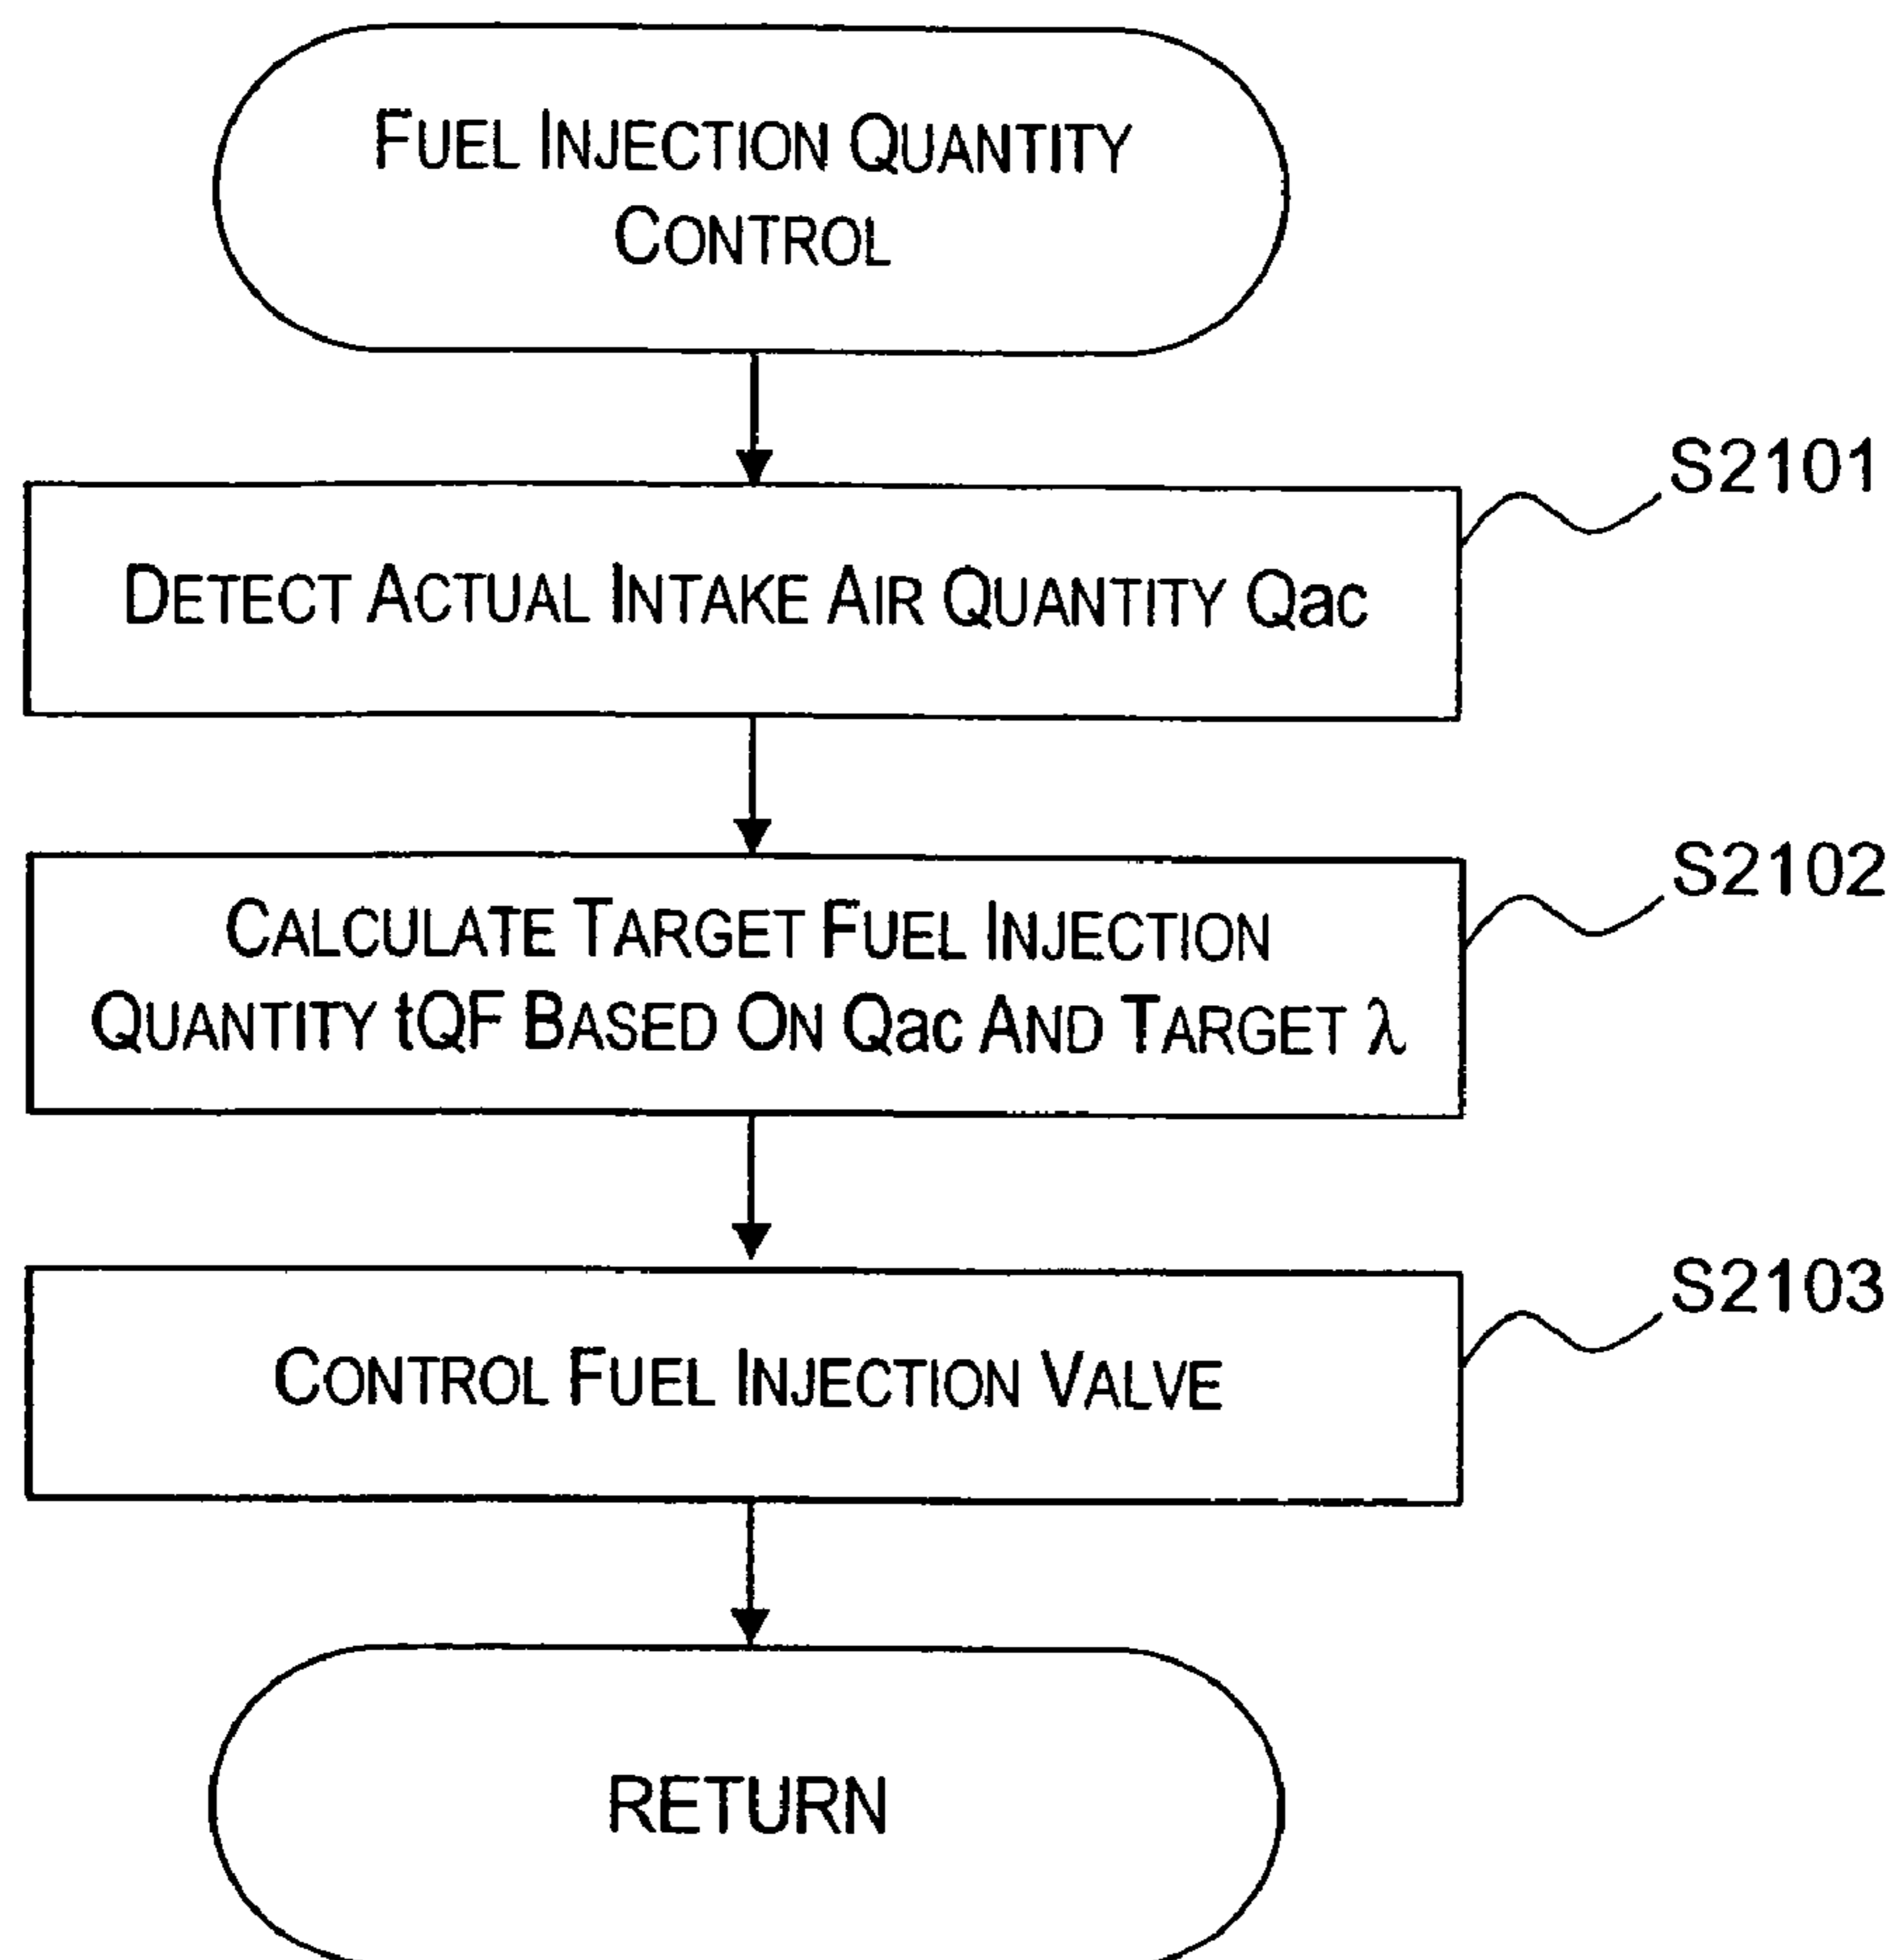 FUEL INJECTION QUANTITY
CONTROL
S2101
DETECT ACTUAL INTAKE AIR QUANTITY Qac
S2102
CALCULATE TARGET FUEL INJECTION
QUANTITY tQF BASED ON Qac AND TARGET λ
S2103
CONTROL FUEL INJECTION VALVE
RETURN